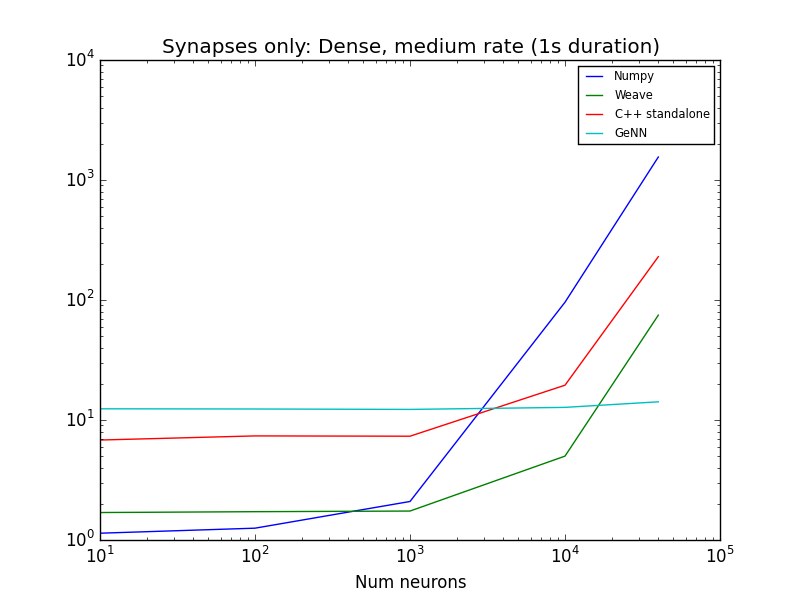 Synapses only: Dense, medium rate (1s duration)
10^4
10^3
10^2
10^1
10^0
Numpy
Weave
C++ standalone
GeNN
10^1 10^2 10^3 10^4 10^5
Num neurons